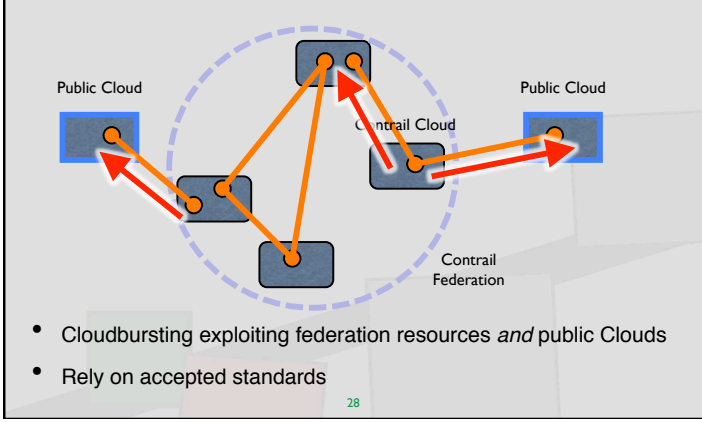 Public Cloud
Public Cloud
Contrail Cloud
Contrail
Federation
• Cloudbursting exploiting federation resources and public Clouds
• Rely on accepted standards
28